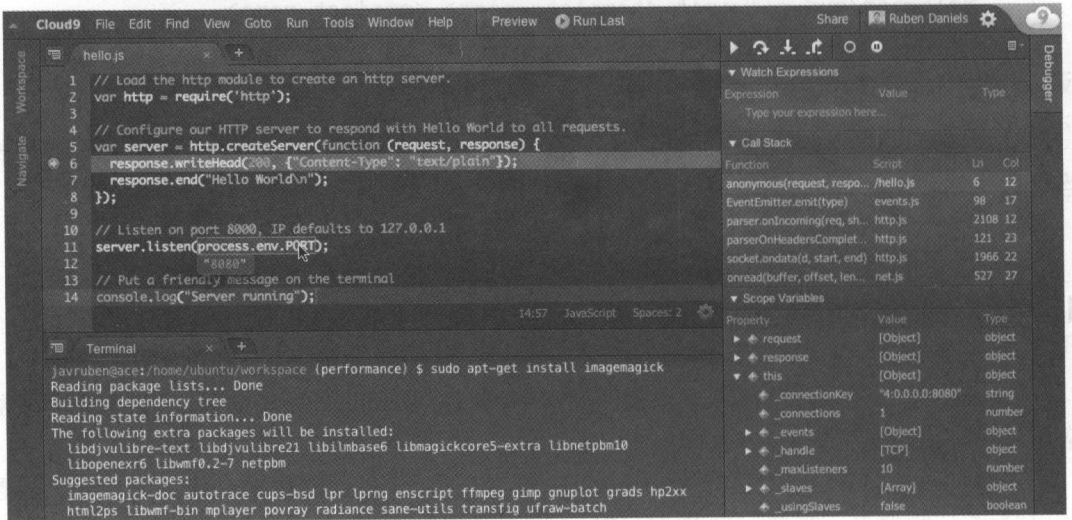 Cloud9 File Edit Find View Goto Run Tools Window Help Preview Run Last Share Ruben Daniels 9
Workspace
Navigate
hello.js × +
1 // Load the http module to create an http server.
2 var http = require('http');
3
4 // Configure our HTTP server to respond with Hello World to all requests.
5 var server = http.createServer(function (request, response) {
6 response.writeHead(200, {"Content-Type": "text/plain"});
7 response.end("Hello World\n");
8 });
9
10 // Listen on port 8000, IP defaults to 127.0.0.1
11 server.listen(process.env.PORT);
12 "8080"
13 // Put a friendly message on the terminal
14 console.log("Server running");
14:57 JavaScript Spaces: 2
Terminal × +
javruben@ace:/home/ubuntu/workspace (performance) $ sudo apt-get install imagemagick
Reading package lists... Done
Building dependency tree
Reading state information... Done
The following extra packages will be installed:
libdjvulibre-text libdjvulibre21 libilmbase6 libmagickcore5-extra libnetpbm10
libopenexr6 libwmf0.2-7 netpbm
Suggested packages:
imagemagick-doc autotrace cups-bsd lpr lprng enscript ffmpeg gimp gnuplot grads hp2xx
html2ps libwmf-bin mplayer povray radiance sane-utils transfig ufraw-batch
Debugger
Watch Expressions
Expression Value Type
Type your expression here...
Call Stack
Function Script Ln Col
anonymous(request, respo... /hello.js 6 12
EventEmitter.emit(type) events.js 98 17
parser.onIncoming(req, sh... http.js 2108 12
parserOnHeadersComplet... http.js 121 23
socket.ondata(d, start, end) http.js 1966 22
onread(buffer, offset, len... net.js 527 27
Scope Variables
Property Value Type
request [Object] object
response [Object] object
this [Object] object
_connectionKey "4:0.0.0.0:8080" string
_connections 1 number
_events [Object] object
_handle [TCP] object
_maxListeners 10 number
_slaves [Array] object
_usingSlaves false boolean